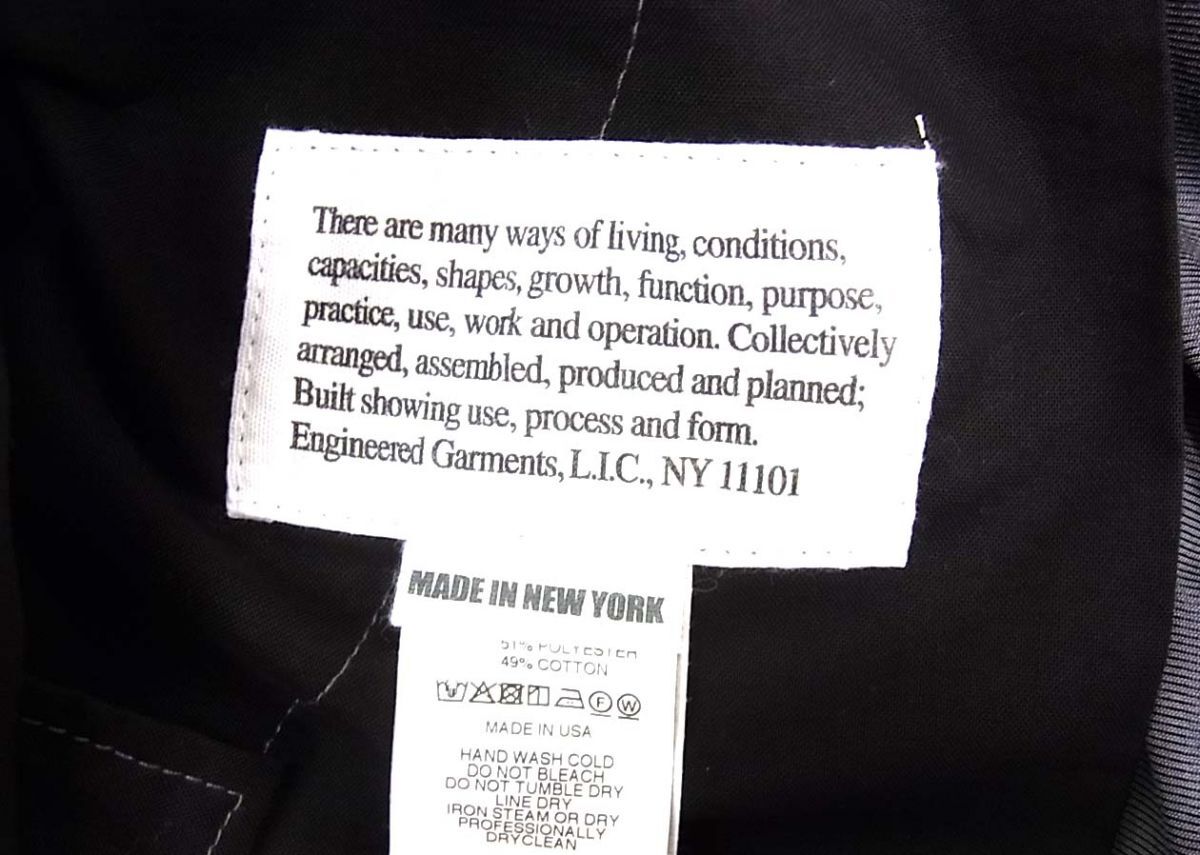 There are many ways of living, conditions,
capacities, shapes, growth, function, purpose,
practice, use, work and operation. Collectively
arranged, assembled, produced and planned;
Built showing use, process and form.
Engineered Garments, L.I.C., NY 11101
MADE IN NEW YORK
51% POLYESTER
49% COTTON
F W
MADE IN USA
HAND WASH COLD
DO NOT BLEACH
DO NOT TUMBLE DRY
LINE DRY
IRON STEAM OR DRY
PROFESSIONALLY
DRYCLEAN